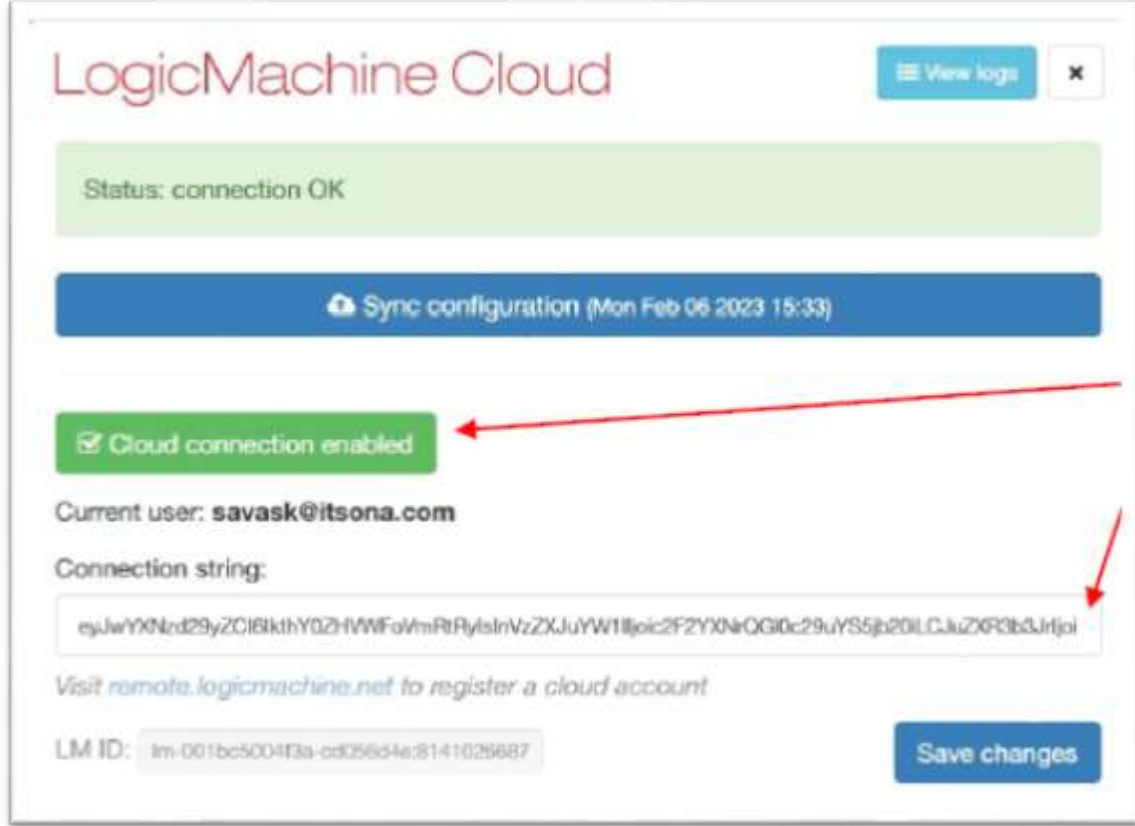 LogicMachine Cloud
View logs
Status: connection OK
Sync configuration (Mon Feb 06 2023 15:33)
Cloud connection enabled
Current user: savask@itsona.com
Connection string:
Visit remote.logicmachine.net to register a cloud account
LM ID:
Save changes